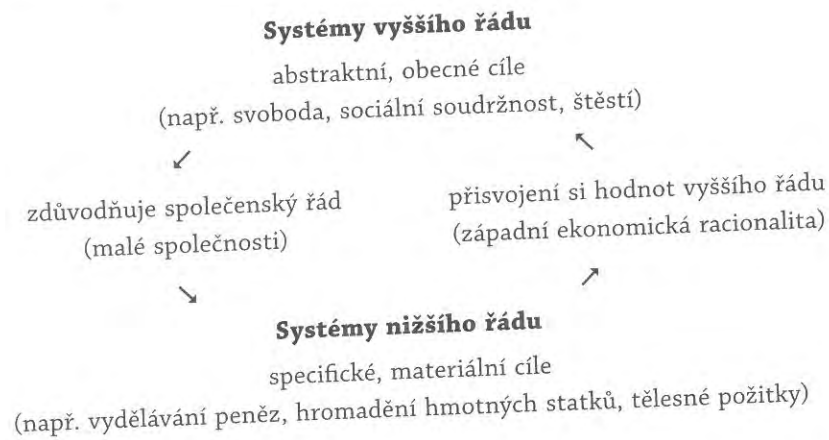 Systémy vyššího řádu
abstraktní, obecné cíle
(např. svoboda, sociální soudržnost, štěstí)
↙ ↖
zdůvodňuje společenský řád
(malé společnosti)
přisvojení si hodnot vyššího řádu
(západní ekonomická racionalita)
↘ ↗
Systémy nižšího řádu
specifické, materiální cíle
(např. vydělávání peněz, hromadění hmotných statků, tělesné požitky)